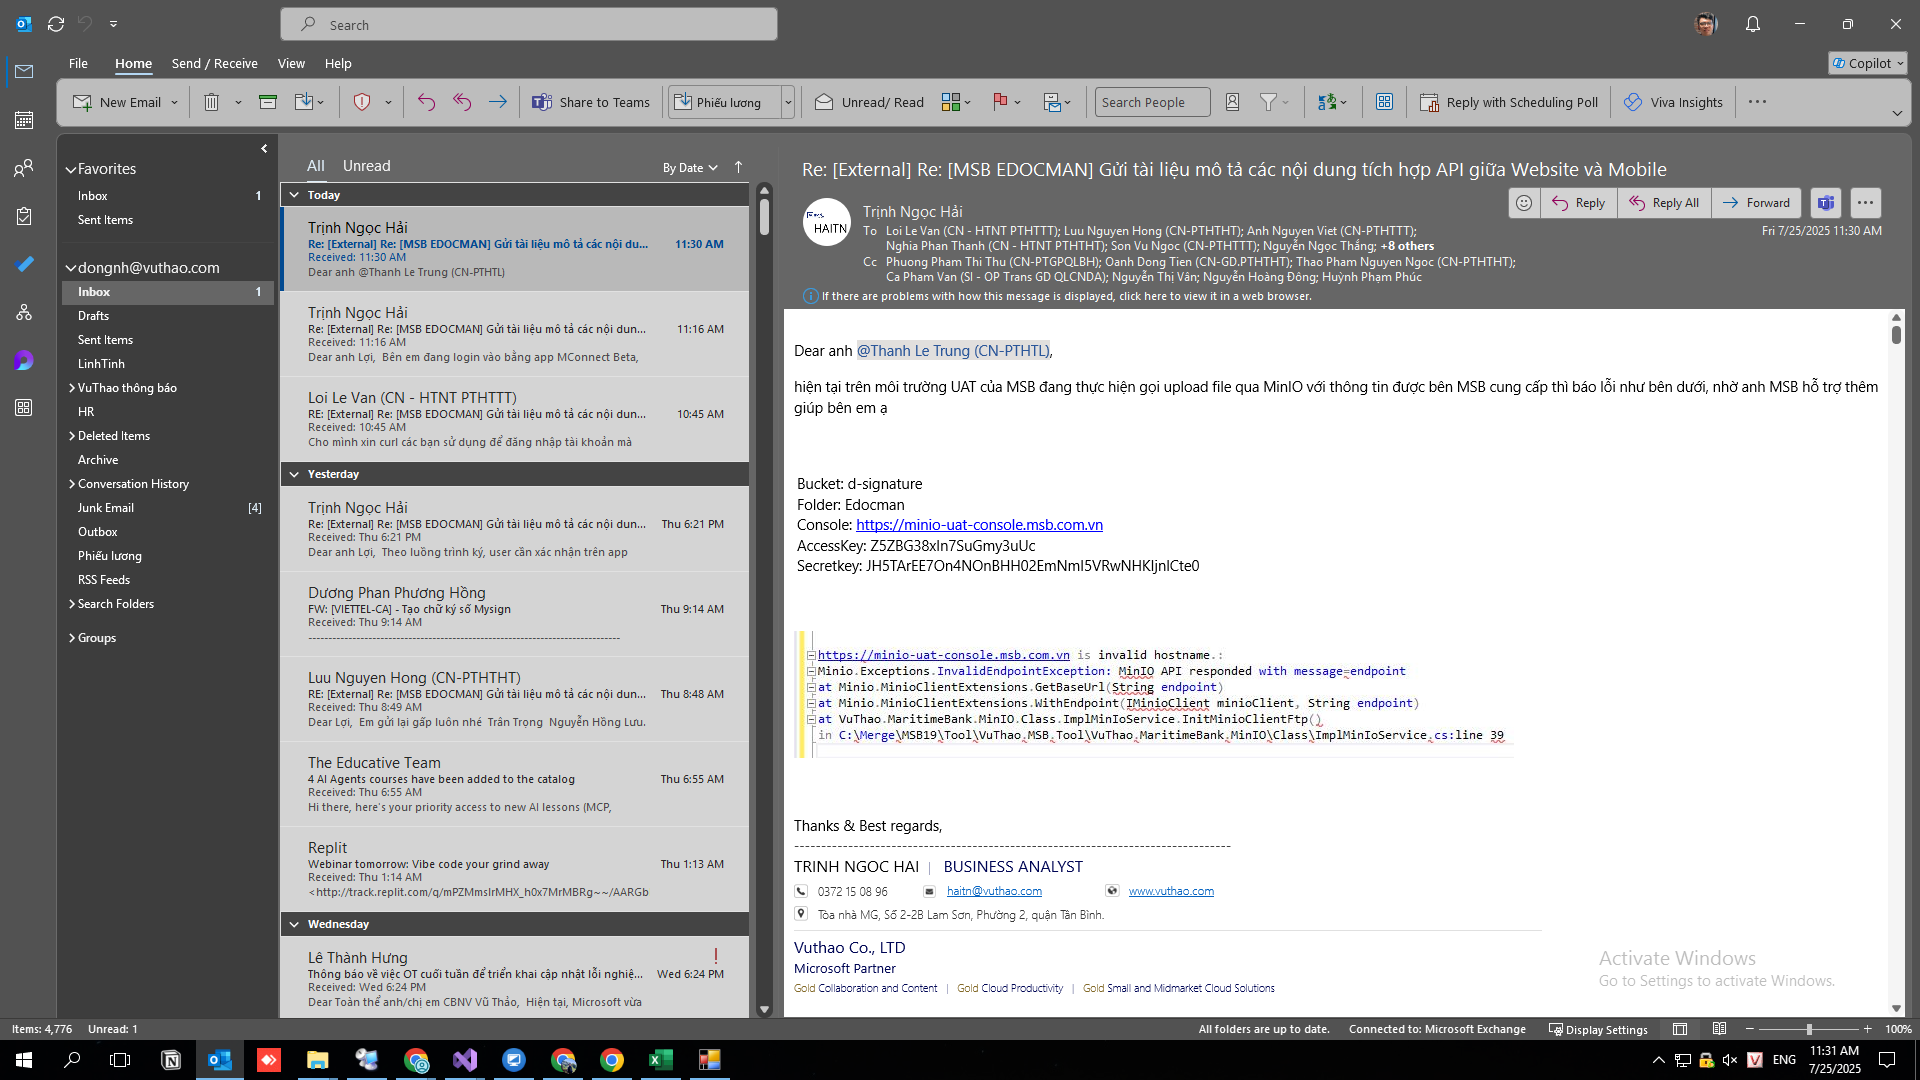 Search
File Home Send / Receive View Help
Copilot
New Email
Share to Teams
Phiếu lương
Unread/ Read
Search People
Reply with Scheduling Poll
Viva Insights
Favorites
Inbox 1
Sent Items
dongnh@vuthao.com
Inbox 1
Drafts
Sent Items
LinhTinh
VuThao thông báo
HR
Deleted Items
Archive
Conversation History
Junk Email [4]
Outbox
Phiếu lương
RSS Feeds
Search Folders
Groups
All Unread By Date
Today
Trịnh Ngọc Hải
Re: [External] Re: [MSB EDOCMAN] Gửi tài liệu mô tả các nội du... 11:30 AM
Received: 11:30 AM
Dear anh @Thanh Le Trung (CN-PTHTL)
Trịnh Ngọc Hải
Re: [External] Re: [MSB EDOCMAN] Gửi tài liệu mô tả các nội dun... 11:16 AM
Received: 11:16 AM
Dear anh Lợi, Bên em đang login vào bằng app MConnect Beta,
Loi Le Van (CN - HTNT PTHTTT)
RE: [External] Re: [MSB EDOCMAN] Gửi tài liệu mô tả các nội dun... 10:45 AM
Received: 10:45 AM
Cho mình xin curl các bạn sử dụng để đăng nhập tài khoản mà
Yesterday
Trịnh Ngọc Hải
Re: [External] Re: [MSB EDOCMAN] Gửi tài liệu mô tả các nội dun... Thu 6:21 PM
Received: Thu 6:21 PM
Dear anh Lợi, Theo luồng trình ký, user cần xác nhận trên app
Dương Phan Phương Hồng
FW: [VIETTEL-CA] - Tạo chữ ký số Mysign Thu 9:14 AM
Received: Thu 9:14 AM
Luu Nguyen Hong (CN-PTHTHT)
RE: [External] Re: [MSB EDOCMAN] Gửi tài liệu mô tả các nội dun... Thu 8:48 AM
Received: Thu 8:49 AM
Dear Lợi, Em gửi lại gấp luôn nhé Trân Trọng Nguyễn Hồng Lưu.
The Educative Team
4 AI Agents courses have been added to the catalog Thu 6:55 AM
Received: Thu 6:55 AM
Hi there, here's your priority access to new AI lessons (MCP,
Replit
Webinar tomorrow: Vibe code your grind away Thu 1:13 AM
Received: Thu 1:14 AM
<http://track.replit.com/q/mPZMmslrMHX_h0x7MrMBRg~~/AARGb
Wednesday
Lê Thành Hưng
Thông báo về việc OT cuối tuần để triển khai cập nhật lỗi nghiệ... Wed 6:24 PM
Received: Wed 6:24 PM
Dear Toàn thể anh/chị em CBNV Vũ Thảo, Hiện tại, Microsoft vừa
Re: [External] Re: [MSB EDOCMAN] Gửi tài liệu mô tả các nội dung tích hợp API giữa Website và Mobile
HAITN
Trịnh Ngọc Hải
Reply Reply All Forward
To Loi Le Van (CN - HTNT PTHTTT); Luu Nguyen Hong (CN-PTHTHT); Anh Nguyen Viet (CN-PTHTTT);
Nghia Phan Thanh (CN - HTNT PTHTHT); Son Vu Ngoc (CN-PTHTTT); Nguyễn Ngọc Thắng; +8 others
Fri 7/25/2025 11:30 AM
Cc Phuong Pham Thi Thu (CN-PTGPQLBH); Oanh Dong Tien (CN-GD.PTHTHT); Thao Pham Nguyen Ngoc (CN-PTHTHT);
Ca Pham Van (SI - OP Trans GD QLCNDA); Nguyễn Thị Vân; Nguyễn Hoàng Đông; Huỳnh Phạm Phúc
If there are problems with how this message is displayed, click here to view it in a web browser.
Dear anh @Thanh Le Trung (CN-PTHTL),
hiện tại trên môi trường UAT của MSB đang thực hiện gọi upload file qua MinIO với thông tin được bên MSB cung cấp thì báo lỗi như bên dưới, nhờ anh MSB hỗ trợ thêm
giúp bên em ạ
Bucket: d-signature
Folder: Edocman
Console: https://minio-uat-console.msb.com.vn
AccessKey: Z5ZBG38xIn7SuGmy3uUc
Secretkey: JH5TArEE7On4NOnBHH02EmNmI5VRwNHKIjnICte0
https://minio-uat-console.msb.com.vn is invalid hostname.:
Minio.Exceptions.InvalidEndpointException: MinIO API responded with message=endpoint
at Minio.MinioClientExtensions.GetBaseUrl(String endpoint)
at Minio.MinioClientExtensions.WithEndpoint(IMinioClient minioClient, String endpoint)
at VuThao.MaritimeBank.MinIO.Class.ImplMinIoService.InitMinioClientFtp()
in C:\Merge\MSB19\Tool\VuThao.MSB.Tool\VuThao.MaritimeBank.MinIO\Class\ImplMinIoService.cs:line 39
Thanks & Best regards,
TRINH NGOC HAI | BUSINESS ANALYST
0372 15 08 96 haitn@vuthao.com www.vuthao.com
Tòa nhà MG, Số 2-2B Lam Sơn, Phường 2, quận Tân Bình.
Vuthao Co., LTD
Microsoft Partner
Gold Collaboration and Content | Gold Cloud Productivity | Gold Small and Midmarket Cloud Solutions
Activate Windows
Go to Settings to activate Windows.
Items: 4,776 Unread: 1
All folders are up to date. Connected to: Microsoft Exchange Display Settings 100%
ENG
11:31 AM
7/25/2025